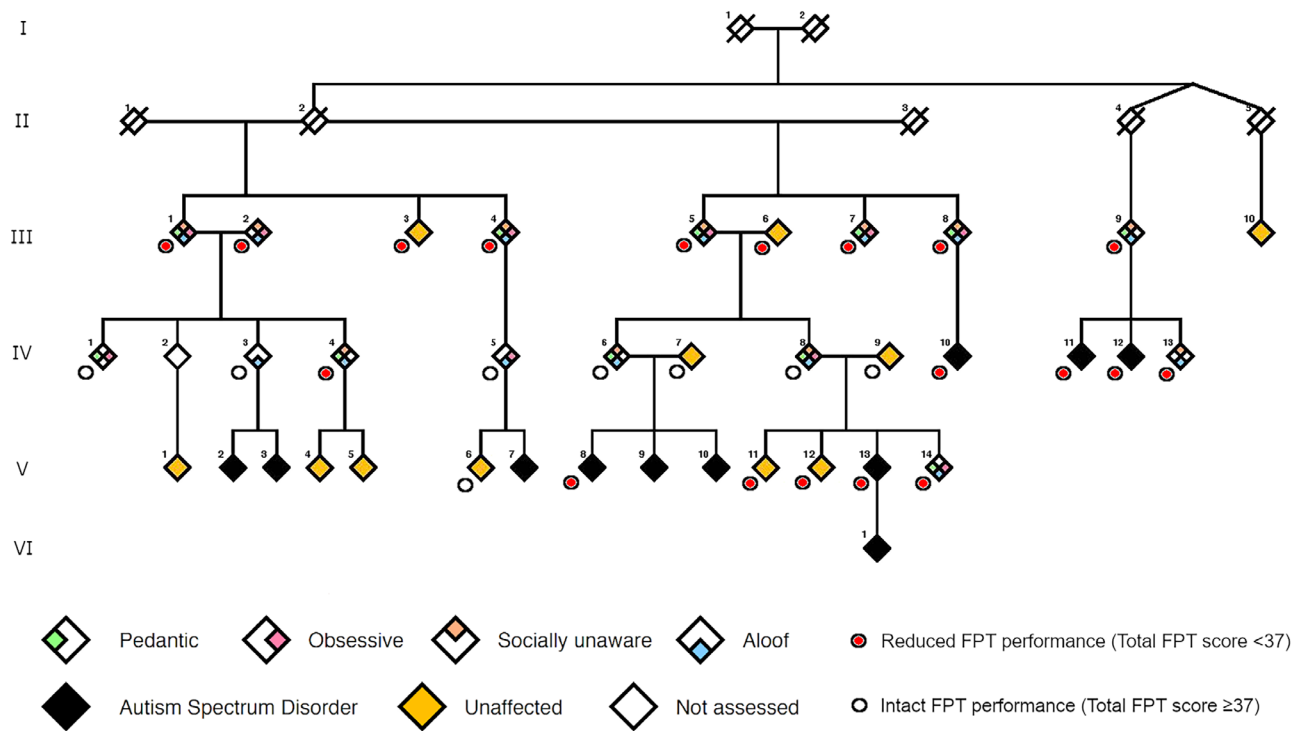 I 1 2
II 1 2 3 4 5
III 1 2 3 4 5 6 7 8 9 10
IV 1 2 3 4 5 6 7 8 9 10 11 12 13
V 1 2 3 4 5 6 7 8 9 10 11 12 13 14
VI 1
Pedantic Obsessive Socially unaware Aloof Reduced FPT performance (Total FPT score <37)
Autism Spectrum Disorder Unaffected Not assessed Intact FPT performance (Total FPT score ≥37)